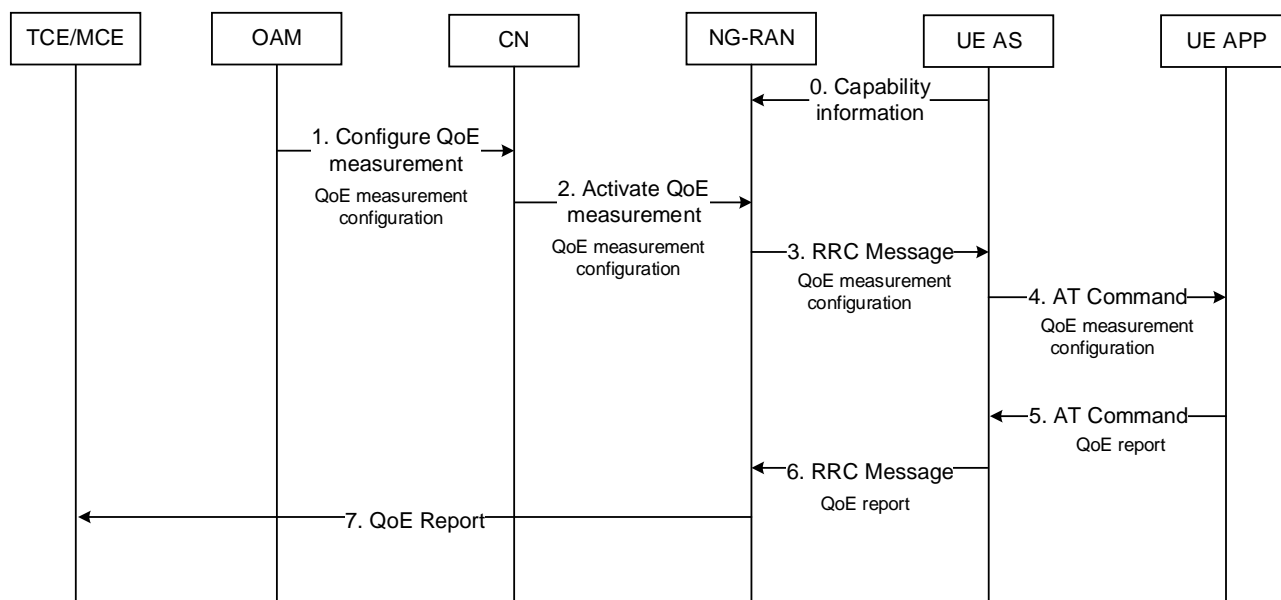 TCE/MCE
OAM
CN
NG-RAN
UE AS
UE APP
0. Capability
information
1. Configure QoE
measurement
QoE measurement
configuration
2. Activate QoE
measurement
QoE measurement
configuration
3. RRC Message
QoE measurement
configuration
4. AT Command
QoE measurement
configuration
5. AT Command
QoE report
6. RRC Message
QoE report
7. QoE Report